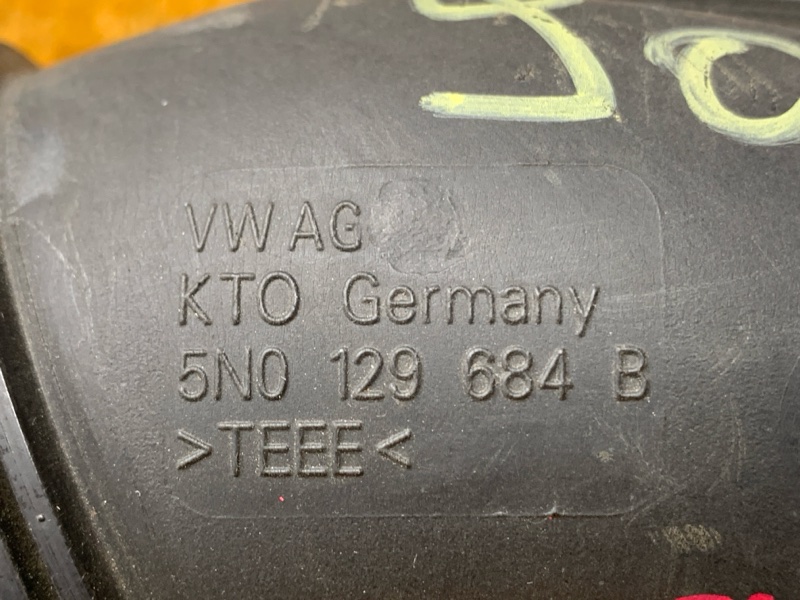 VW AG
KTO Germany
5N0 129 684 B
>TEEE<